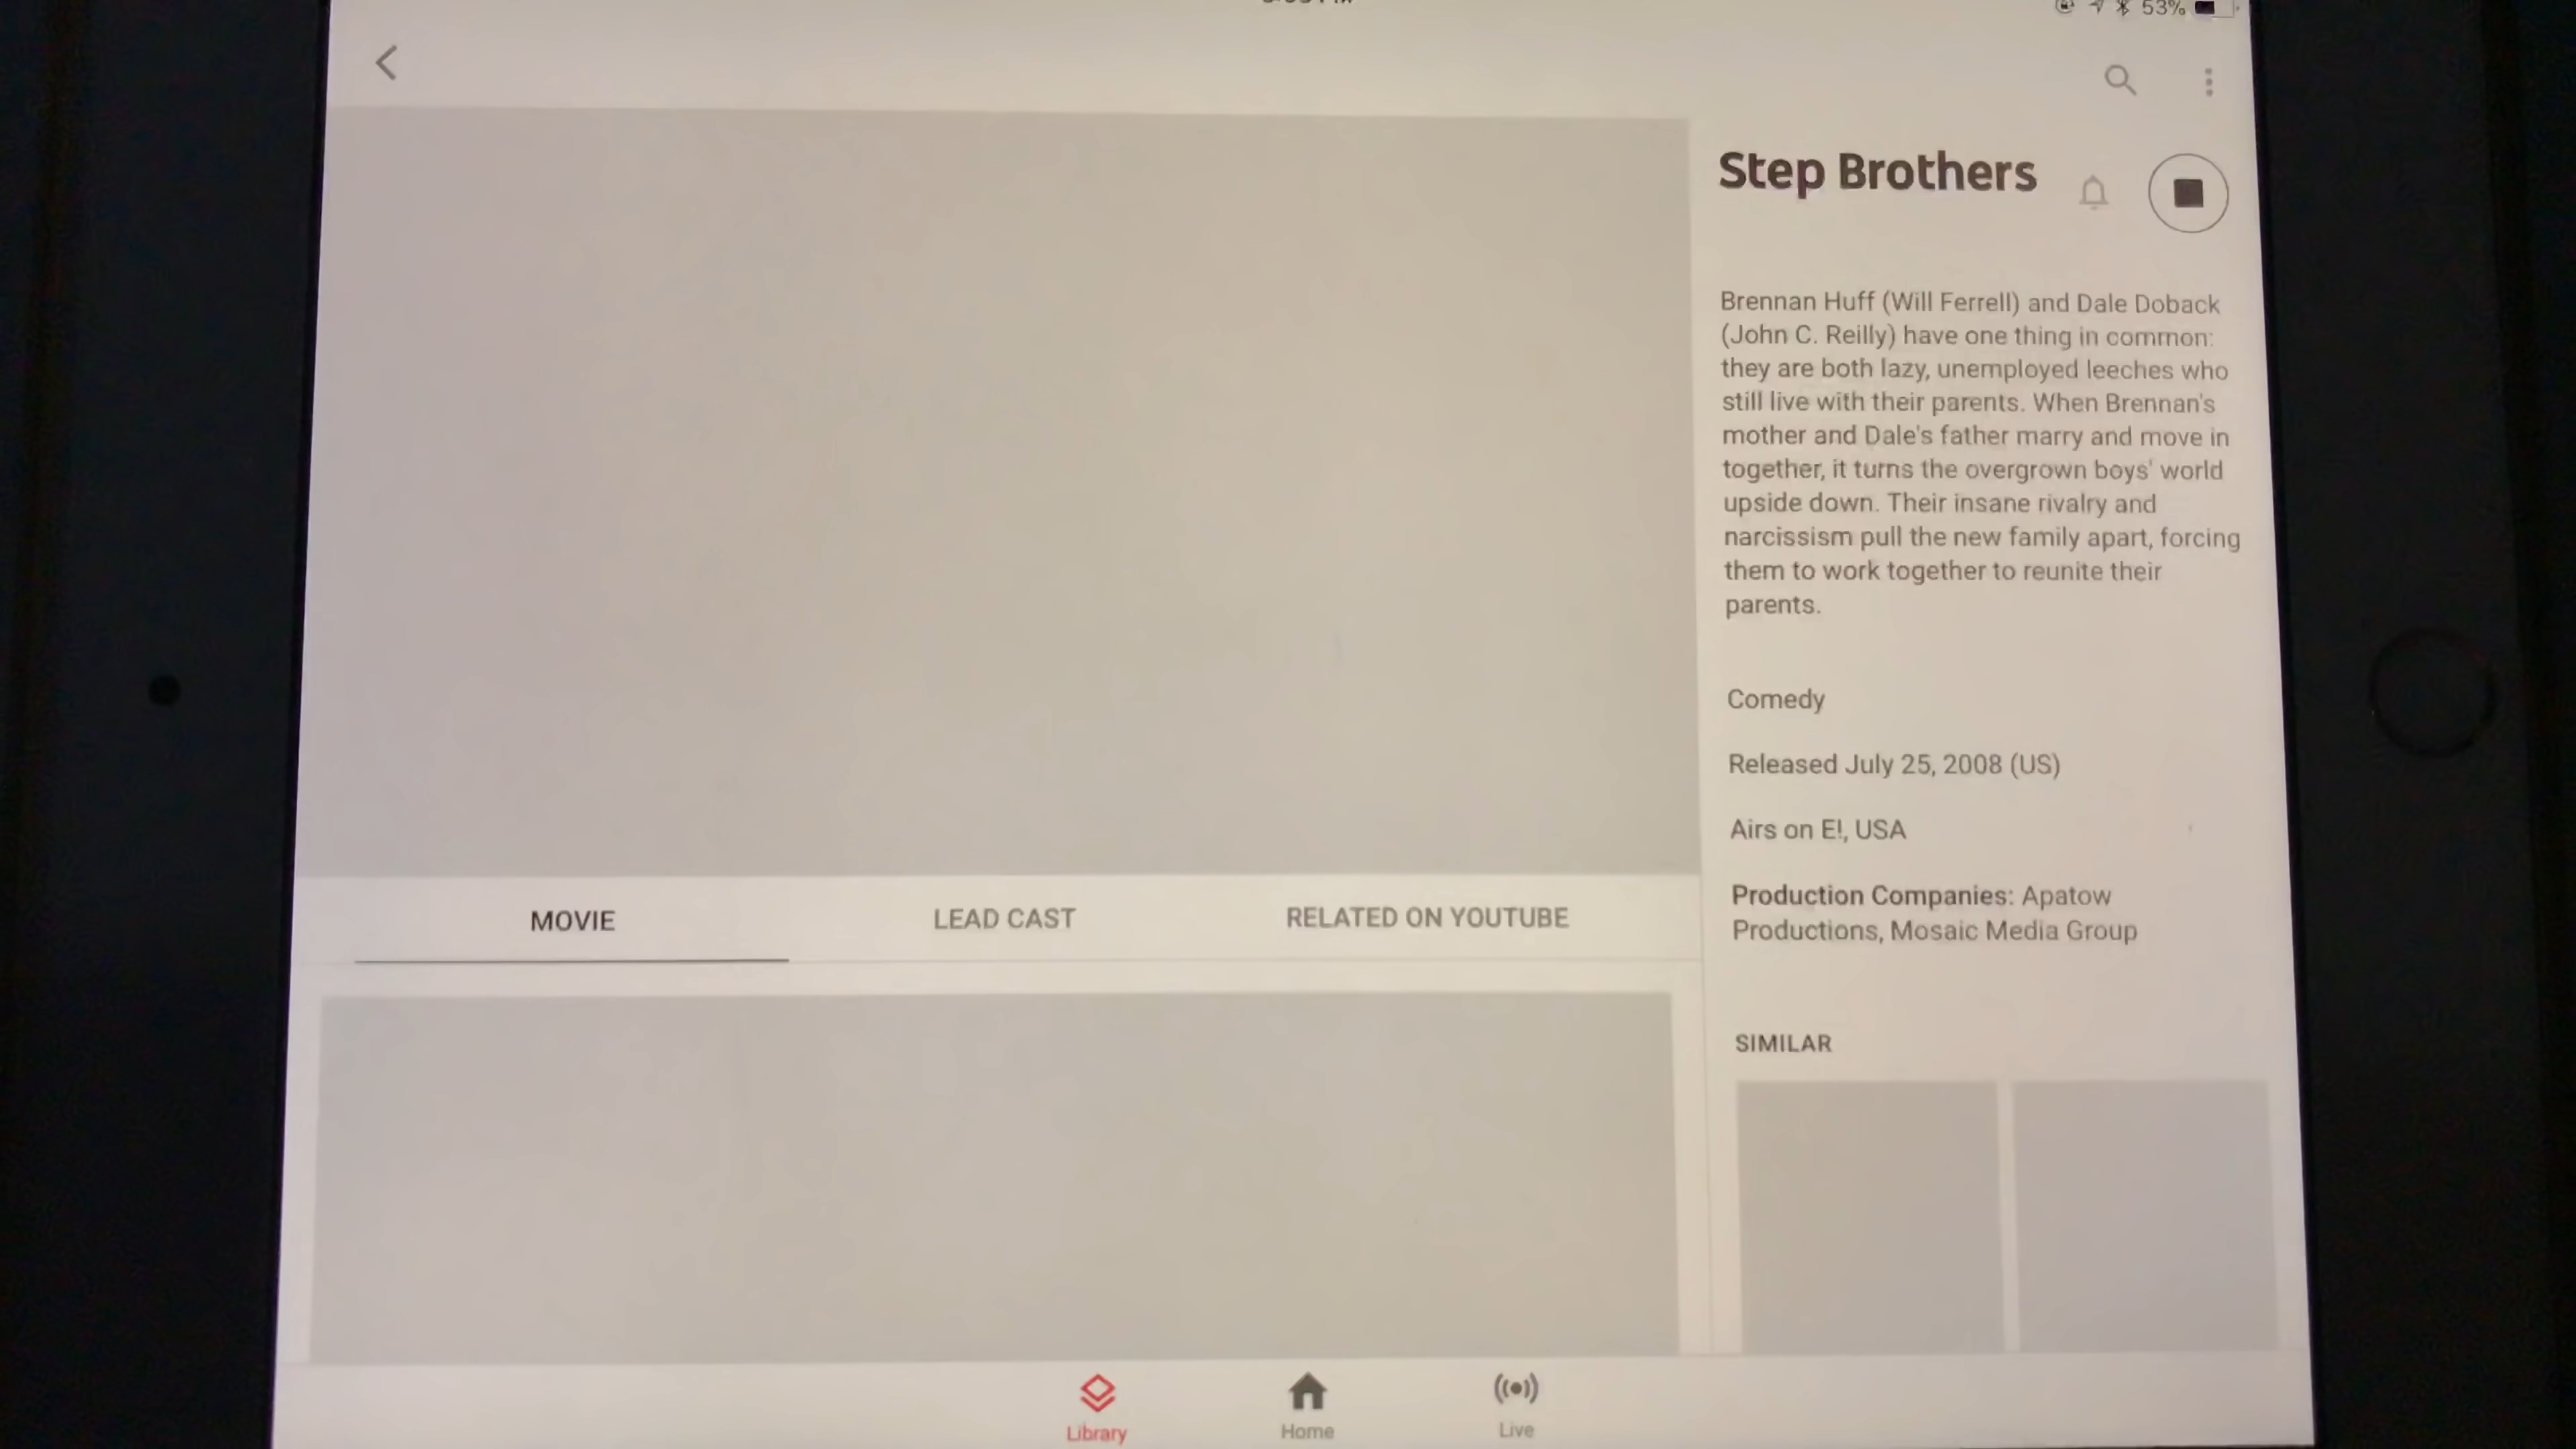 53%
Step Brothers
Brennan Huff (Will Ferrell) and Dale Doback
(John C. Reilly) have one thing in common:
they are both lazy, unemployed leeches who
still live with their parents. When Brennan's
mother and Dale's father marry and move in
together, it turns the overgrown boys' world
upside down. Their insane rivalry and
narcissism pull the new family apart, forcing
them to work together to reunite their
parents.
Comedy
Released July 25, 2008 (US)
Airs on E!, USA
Production Companies: Apatow
Productions, Mosaic Media Group
SIMILAR
MOVIE
LEAD CAST
RELATED ON YOUTUBE
Library
Home
Live